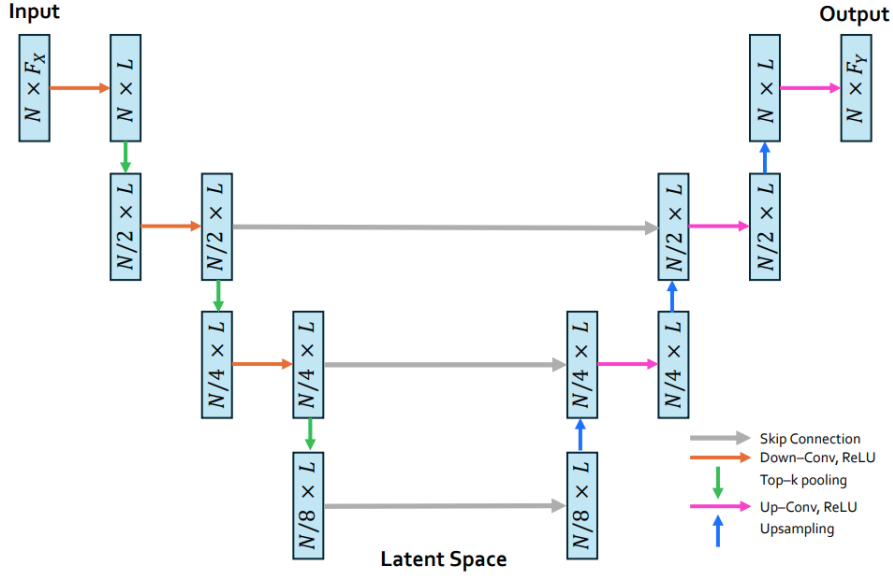 Input
Output
N × F_X
N × L
N × L
N × F_Y
N/2 × L
N/2 × L
N/2 × L
N/2 × L
N/4 × L
N/4 × L
N/4 × L
N/4 × L
N/8 × L
N/8 × L
Skip Connection
Down–Conv, ReLU
Top–k pooling
Up–Conv, ReLU
Upsampling
Latent Space